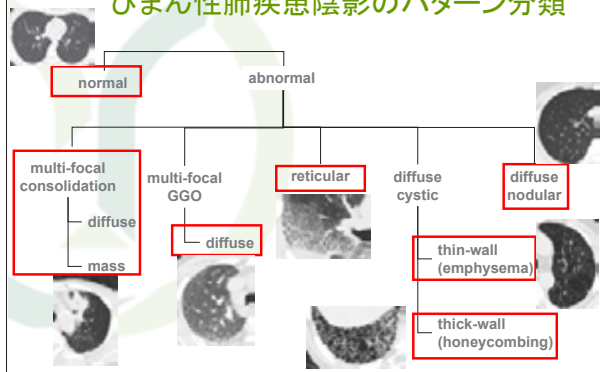 びまん性肺疾患陰影のパターン分類
normal
abnormal
multi-focal
consolidation
diffuse
mass
multi-focal
GGO
diffuse
reticular
diffuse
cystic
thin-wall
(emphysema)
thick-wall
(honeycombing)
diffuse
nodular